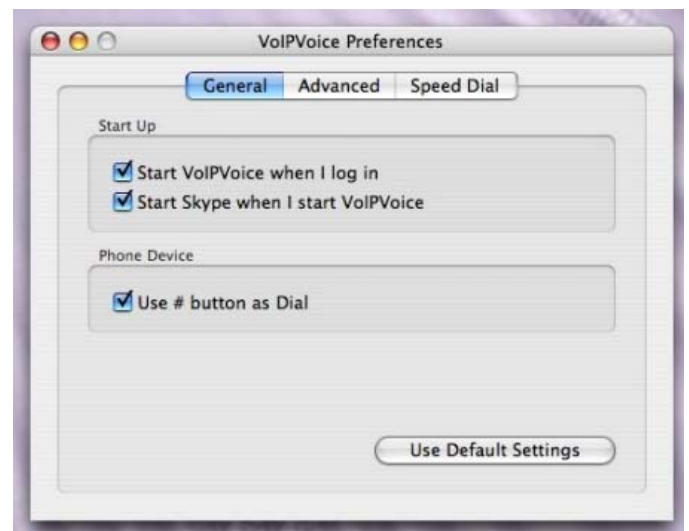 VoIPVoice Preferences
General Advanced Speed Dial
Start Up
Start VoIPVoice when I log in
Start Skype when I start VoIPVoice
Phone Device
Use # button as Dial
Use Default Settings